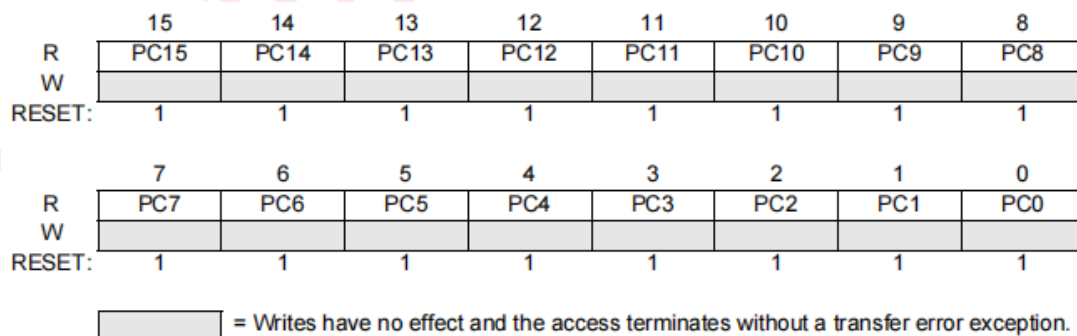 15 14 13 12 11 10 9 8
R PC15 PC14 PC13 PC12 PC11 PC10 PC9 PC8
W
RESET: 1 1 1 1 1 1 1 1
7 6 5 4 3 2 1 0
R PC7 PC6 PC5 PC4 PC3 PC2 PC1 PC0
W
RESET: 1 1 1 1 1 1 1 1
= Writes have no effect and the access terminates without a transfer error exception.